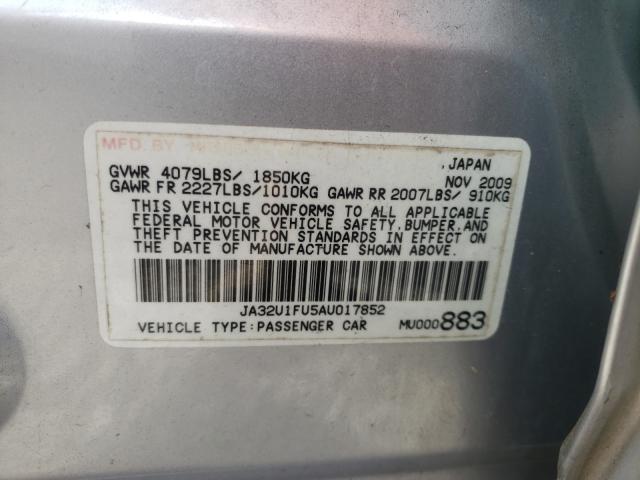 MFD. BY
, JAPAN
GVWR 4079LBS/ 1850KG NOV 2009
GAWR FR 2227LBS/1010KG GAWR RR 2007LBS/ 910KG
THIS VEHICLE CONFORMS TO ALL APPLICABLE
FEDERAL MOTOR VEHICLE SAFETY,BUMPER,AND
THEFT PREVENTION STANDARDS IN EFFECT ON
THE DATE OF MANUFACTURE SHOWN ABOVE.
JA32U1FU5AU017852
VEHICLE TYPE:PASSENGER CAR MU000883